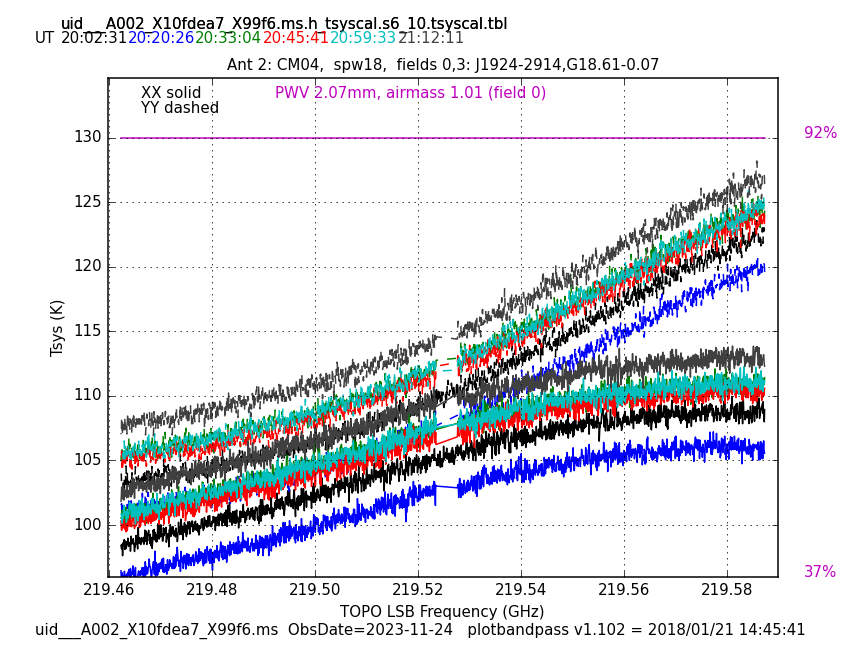 uid___A002_X10fdea7_X99f6.ms.h_tsyscal.s6_10.tsyscal.tbl
UT 20:02:31 20:20:26 20:33:04 20:45:41 20:59:33 21:12:11
Ant 2: CM04, spw18, fields 0,3: J1924-2914,G18.61-0.07
XX solid PWV 2.07mm, airmass 1.01 (field 0)
YY dashed
92%
130
125
120
115
110
105
100
Tsys (K)
37%
219.46 219.48 219.50 219.52 219.54 219.56 219.58
TOPO LSB Frequency (GHz)
uid___A002_X10fdea7_X99f6.ms ObsDate=2023-11-24 plotbandpass v1.102 = 2018/01/21 14:45:41